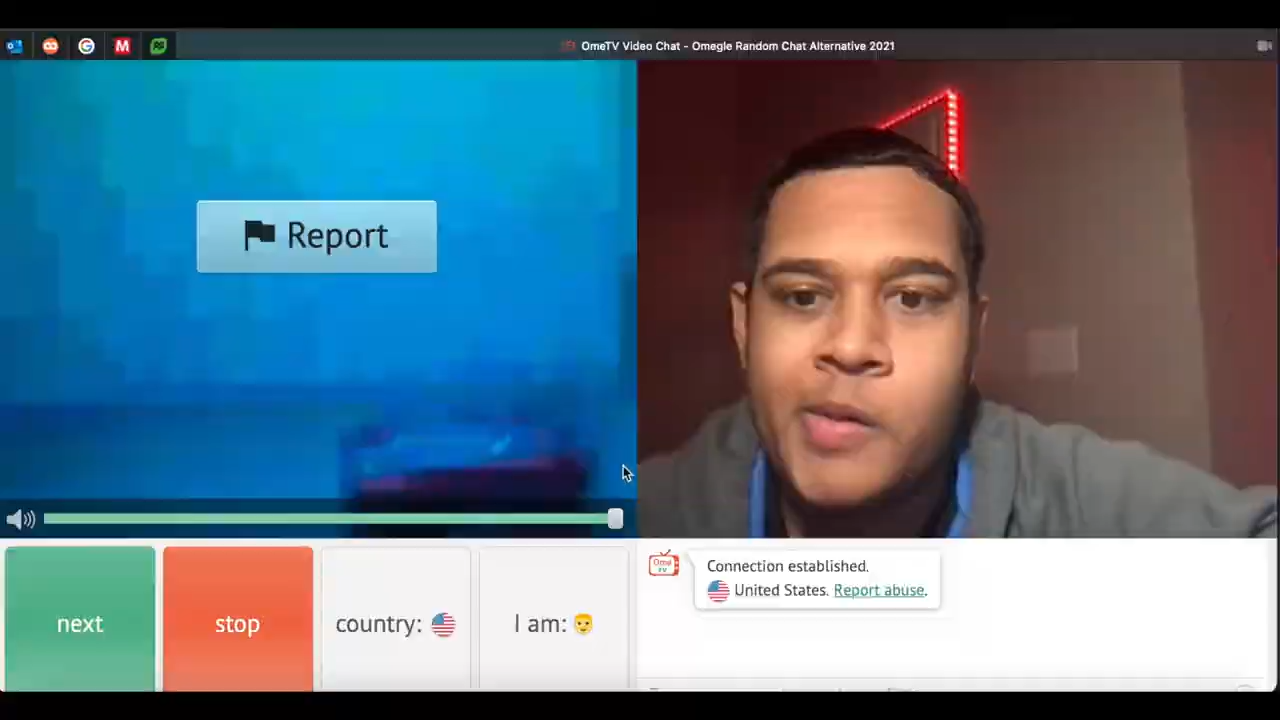 OmeTV Video Chat - Omegle Random Chat Alternative 2021
Report
Connection established.
United States. Report abuse.
next
stop
country:
I am: